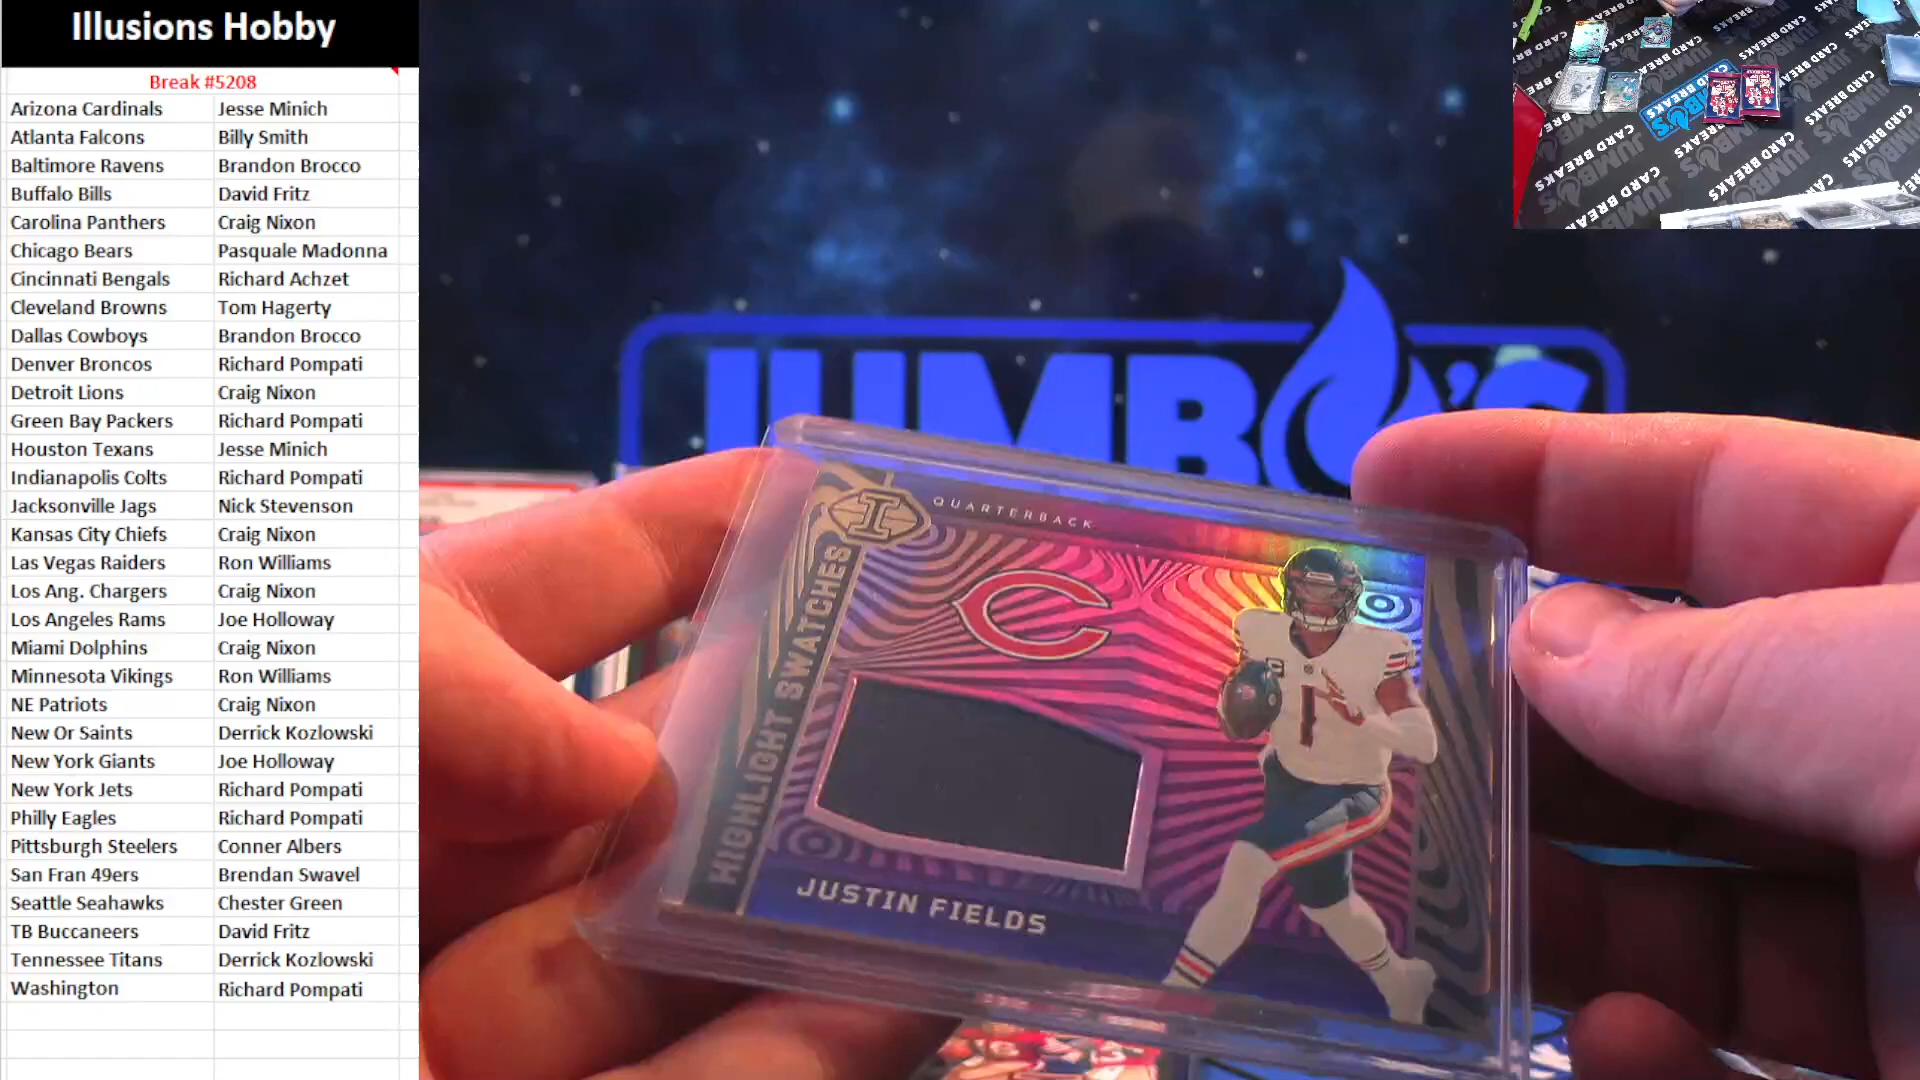 Illusions Hobby
Break #5208
Arizona Cardinals Jesse Minich
Atlanta Falcons Billy Smith
Baltimore Ravens Brandon Brocco
Buffalo Bills David Fritz
Carolina Panthers Craig Nixon
Chicago Bears Pasquale Madonna
Cincinnati Bengals Richard Achzet
Cleveland Browns Tom Hagerty
Dallas Cowboys Brandon Brocco
Denver Broncos Richard Pompati
Detroit Lions Craig Nixon
Green Bay Packers Richard Pompati
Houston Texans Jesse Minich
Indianapolis Colts Richard Pompati
Jacksonville Jags Nick Stevenson
Kansas City Chiefs Craig Nixon
Las Vegas Raiders Ron Williams
Los Ang. Chargers Craig Nixon
Los Angeles Rams Joe Holloway
Miami Dolphins Craig Nixon
Minnesota Vikings Ron Williams
NE Patriots Craig Nixon
New Or Saints Derrick Kozlowski
New York Giants Joe Holloway
New York Jets Richard Pompati
Philly Eagles Richard Pompati
Pittsburgh Steelers Conner Albers
San Fran 49ers Brendan Swavel
Seattle Seahawks Chester Green
TB Buccaneers David Fritz
Tennessee Titans Derrick Kozlowski
Washington Richard Pompati
JUMBO'S
I
QUARTERBACK
HIGHLIGHT SWATCHES
C
1
JUSTIN FIELDS
JUMBO'S
CARD BREAKS